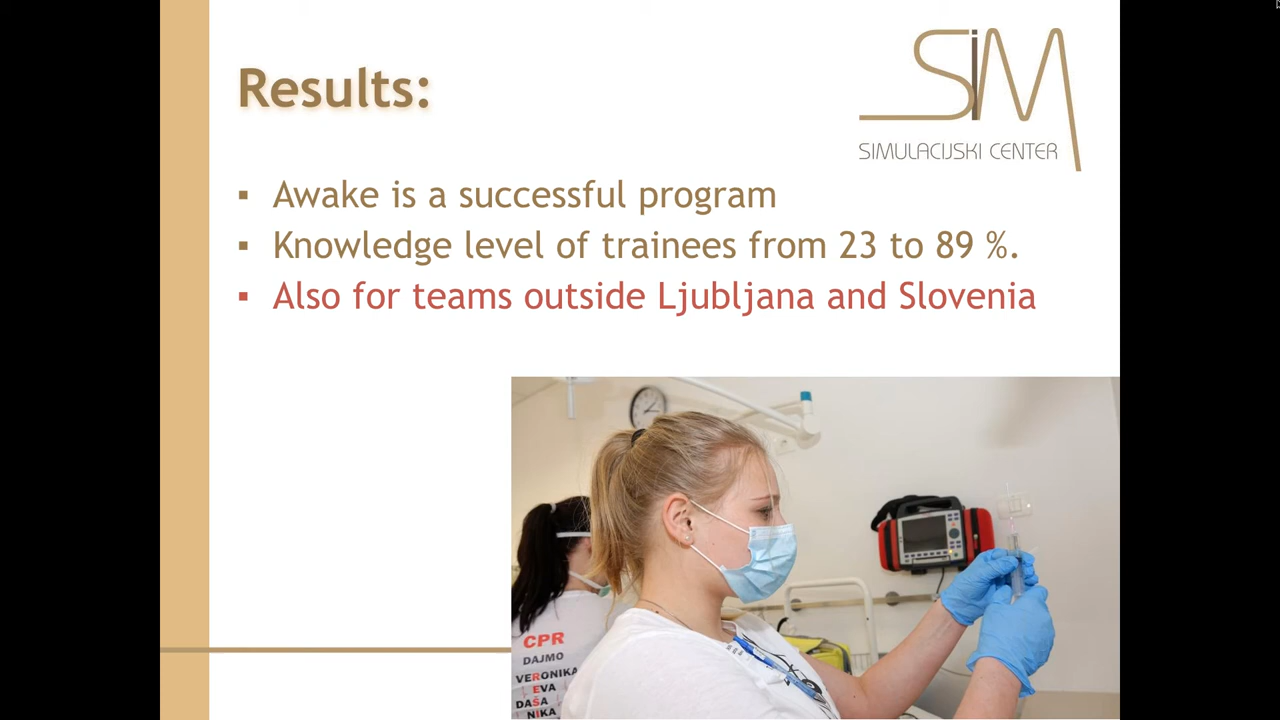 Results:
SiM
SIMULACIJSKI CENTER
▪ Awake is a successful program
▪ Knowledge level of trainees from 23 to 89 %.
▪ Also for teams outside Ljubljana and Slovenia
CPR
DAJMO
VERONIKA
EVA
DAŠA
NIKA